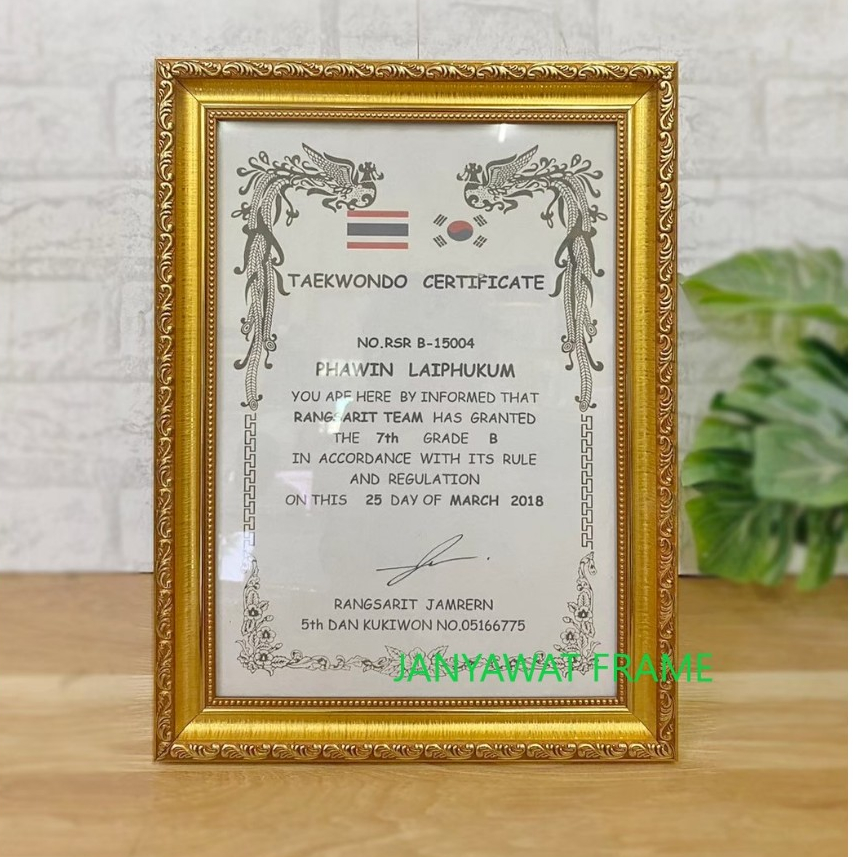 TAEKWONDO CERTIFICATE
NO.RSR B-15004
PHAWIN LAIPHUKUM
YOU ARE HERE BY INFORMED THAT
RANGSARIT TEAM HAS GRANTED
THE 7th GRADE B
IN ACCORDANCE WITH ITS RULE
AND REGULATION
ON THIS 25 DAY OF MARCH 2018
RANGSARIT JAMRERN
5th DAN KUKIWON NO.05166775
JANYAWAT FRAME